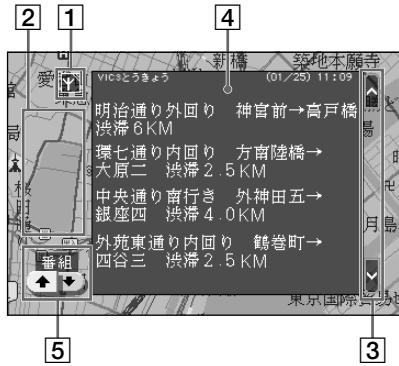 2
1
4
新橋
築地本願寺
愛
VICSとうきょう (01/25) 11:09
明治通り外回り 神宮前→高戸橋
渋滞6KM
環七通り内回り 方南陸橋→
大原二 渋滞2.5KM
中央通り南行き 外神田五→
銀座四 渋滞4.0KM
外苑東通り内回り 鶴巻町→
四谷三 渋滞2.5KM
月島
番組
東京国際
5
3